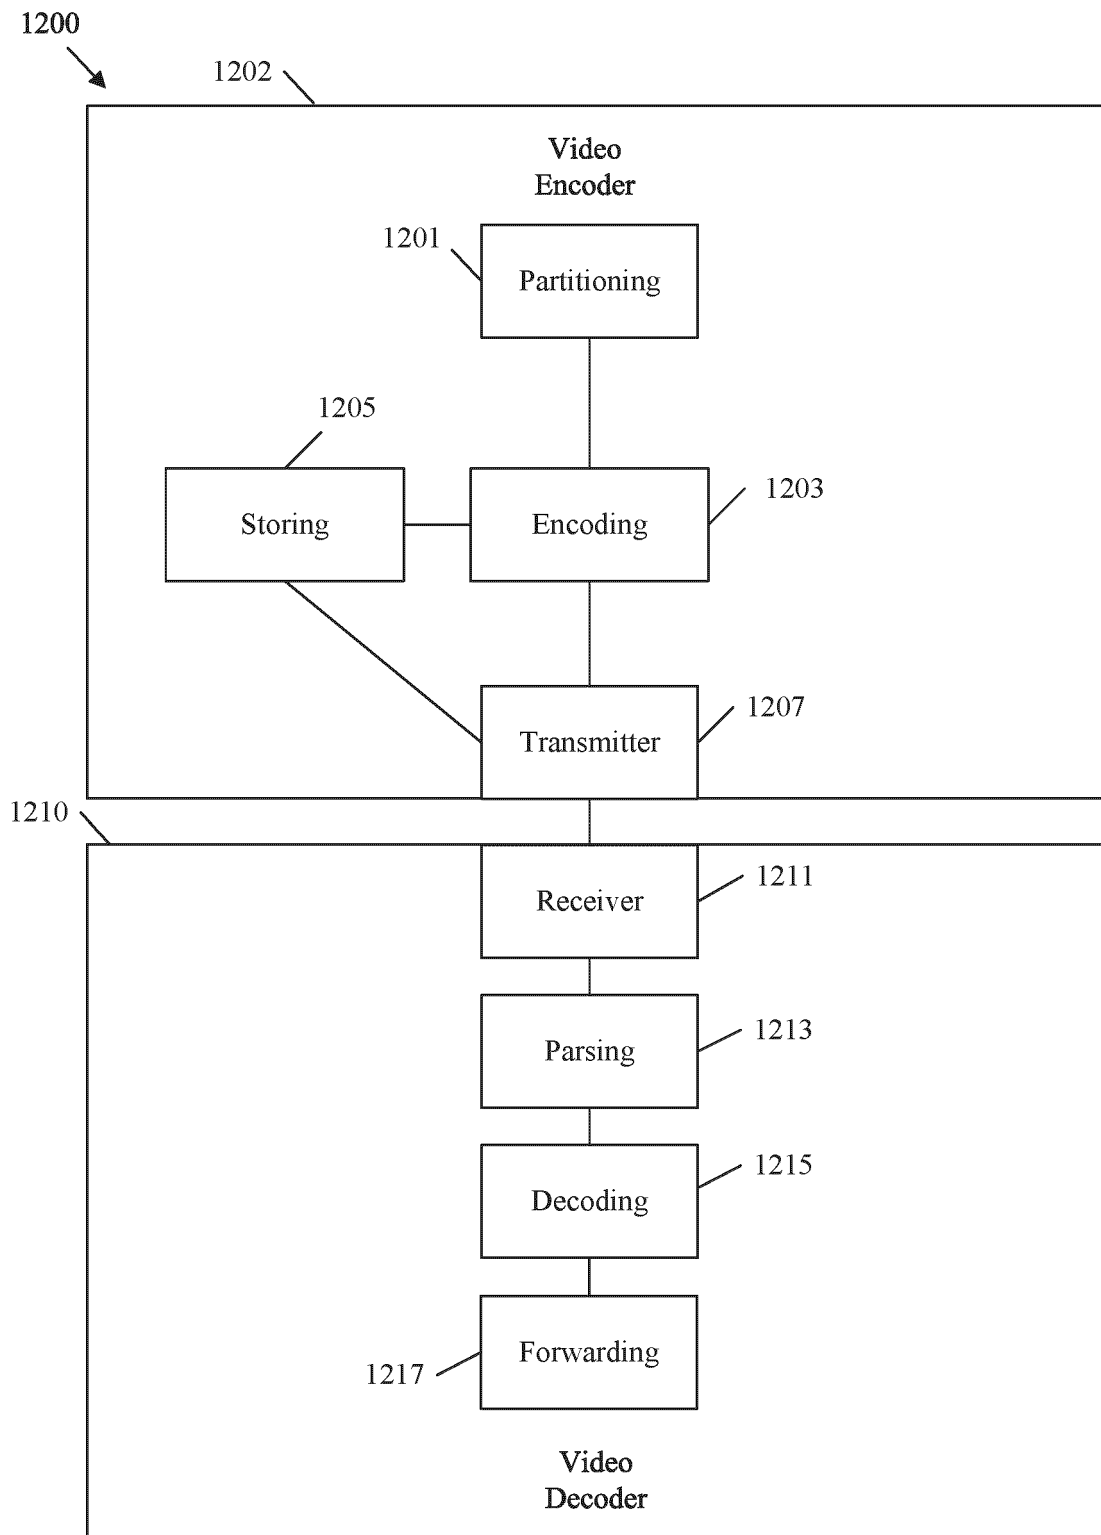 1200
1202
Video
Encoder
1201
Partitioning
1205
Storing
Encoding
1203
1207
Transmitter
1210
Receiver
1211
Parsing
1213
Decoding
1215
Forwarding
1217
Video
Decoder